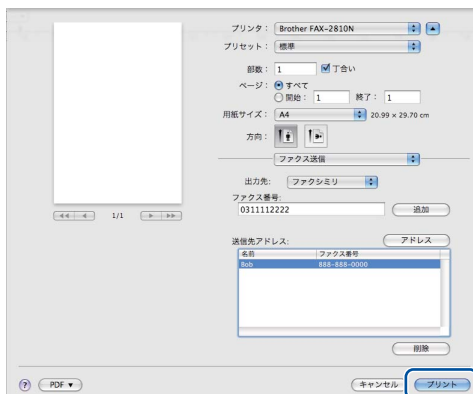 プリンタ： Brother FAX-2810N
プリセット： 標準
部数： 1 丁合い
ページ： すべて
開始： 1 終了： 1
用紙サイズ： A4 20.99 × 29.70 cm
方向：
ファクス送信
出力先： ファクシミリ
ファクス番号:
0311112222 追加
1/1
送信先アドレス: アドレス
名前 ファクス番号
Bob 888-888-0000
削除
? PDF ▼ キャンセル プリント